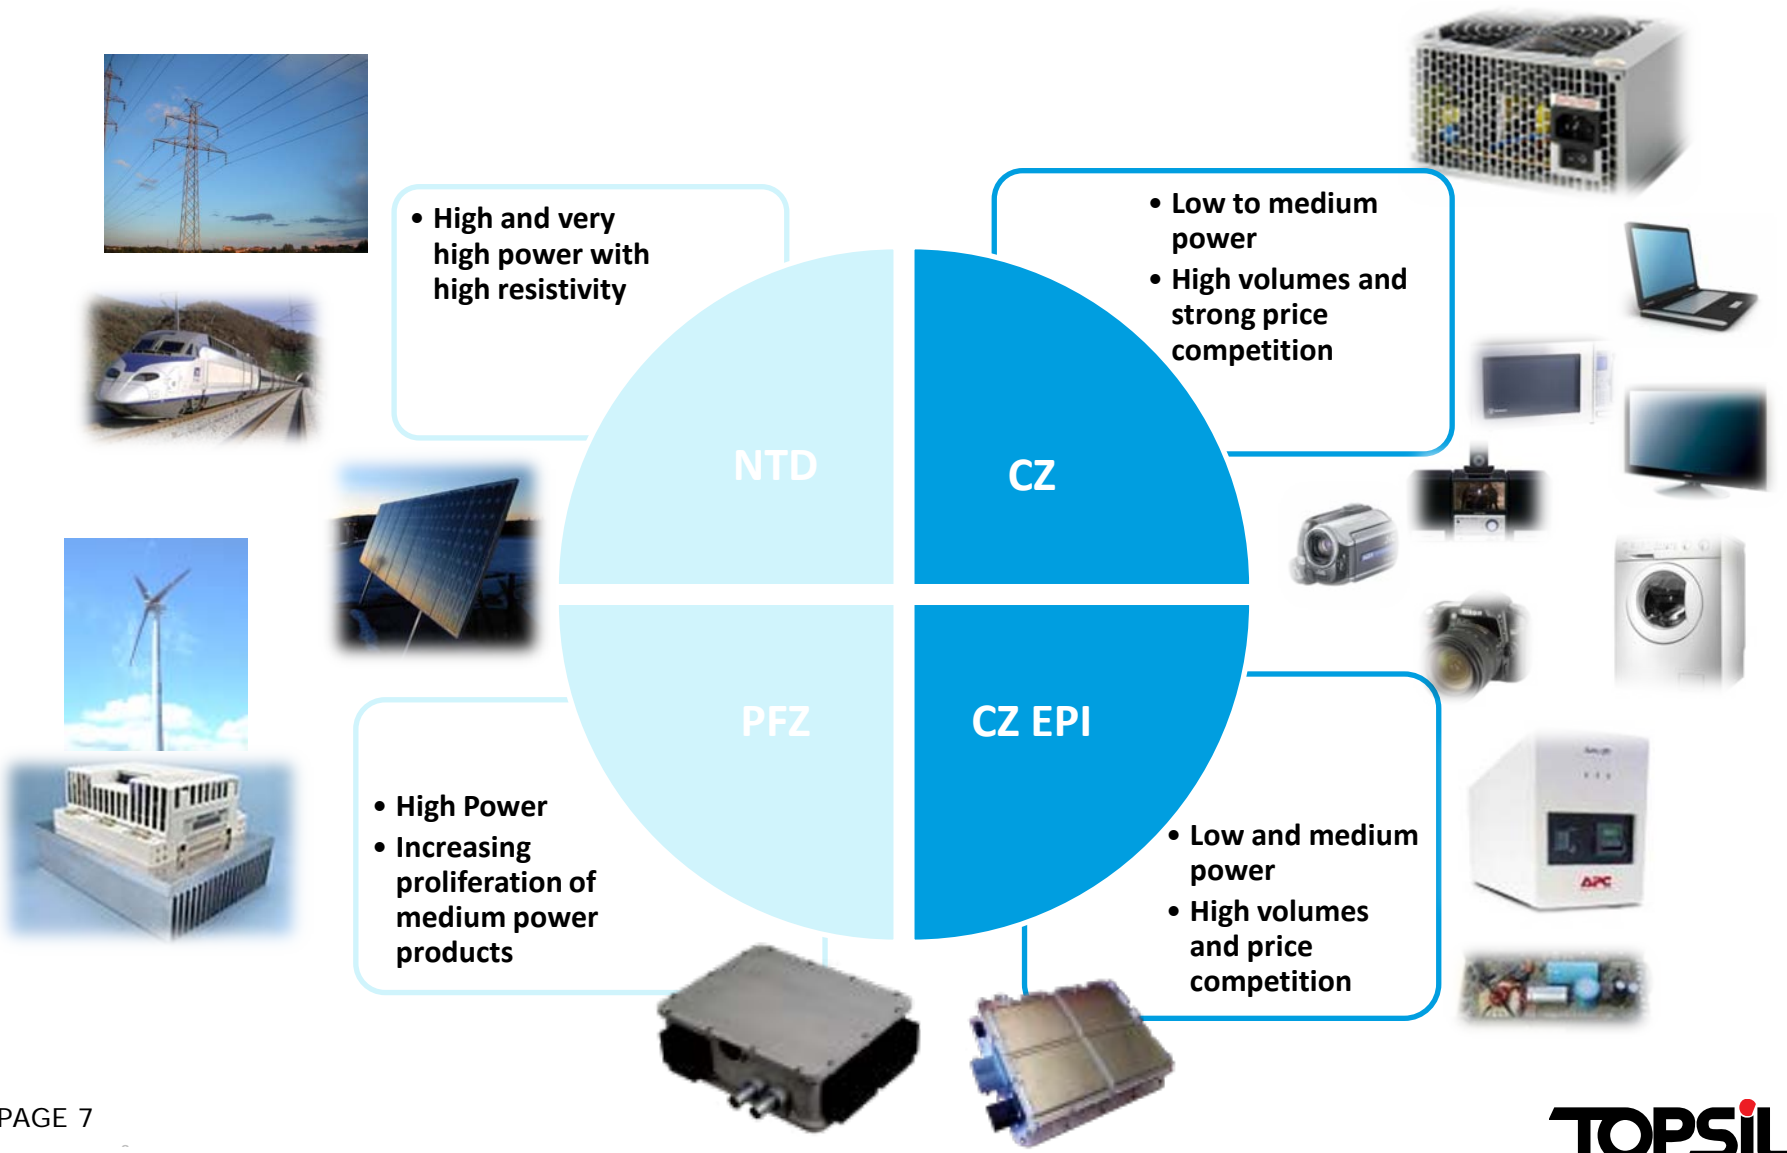 • High and very
high power with
high resistivity
• Low to medium
power
• High volumes and
strong price
competition
NTD
CZ
PFZ
CZ EPI
• High Power
• Increasing
proliferation of
medium power
products
• Low and medium
power
• High volumes
and price
competition
APC
PAGE 7
TOPSiL